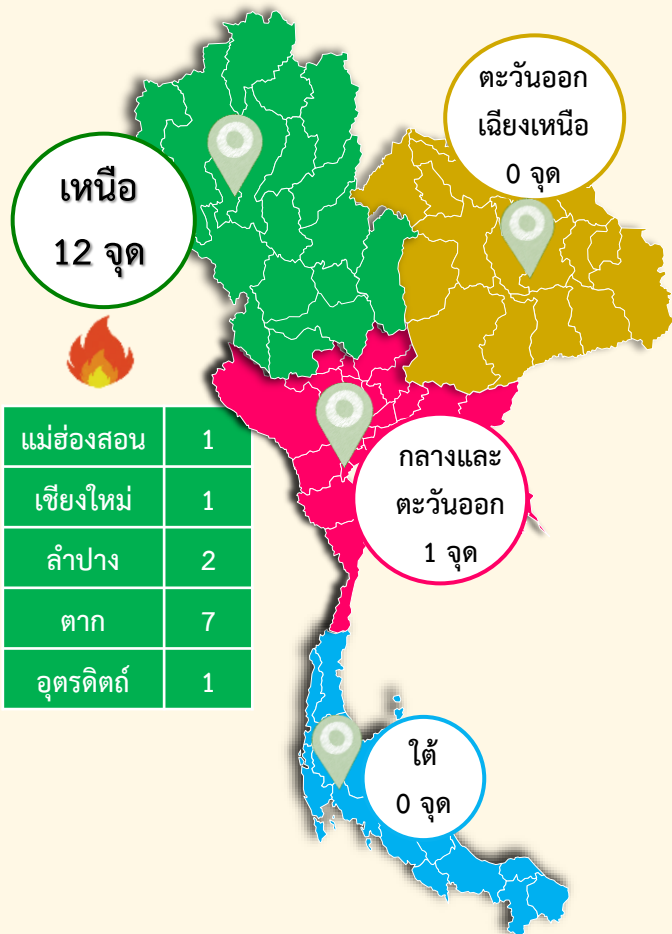 ตะวันออก
เฉียงเหนือ
0 จุด
เหนือ
12 จุด
แม่ฮ่องสอน 1
เชียงใหม่ 1
ลำปาง 2
ตาก 7
อุตรดิตถ์ 1
กลางและ
ตะวันออก
1 จุด
ใต้
0 จุด